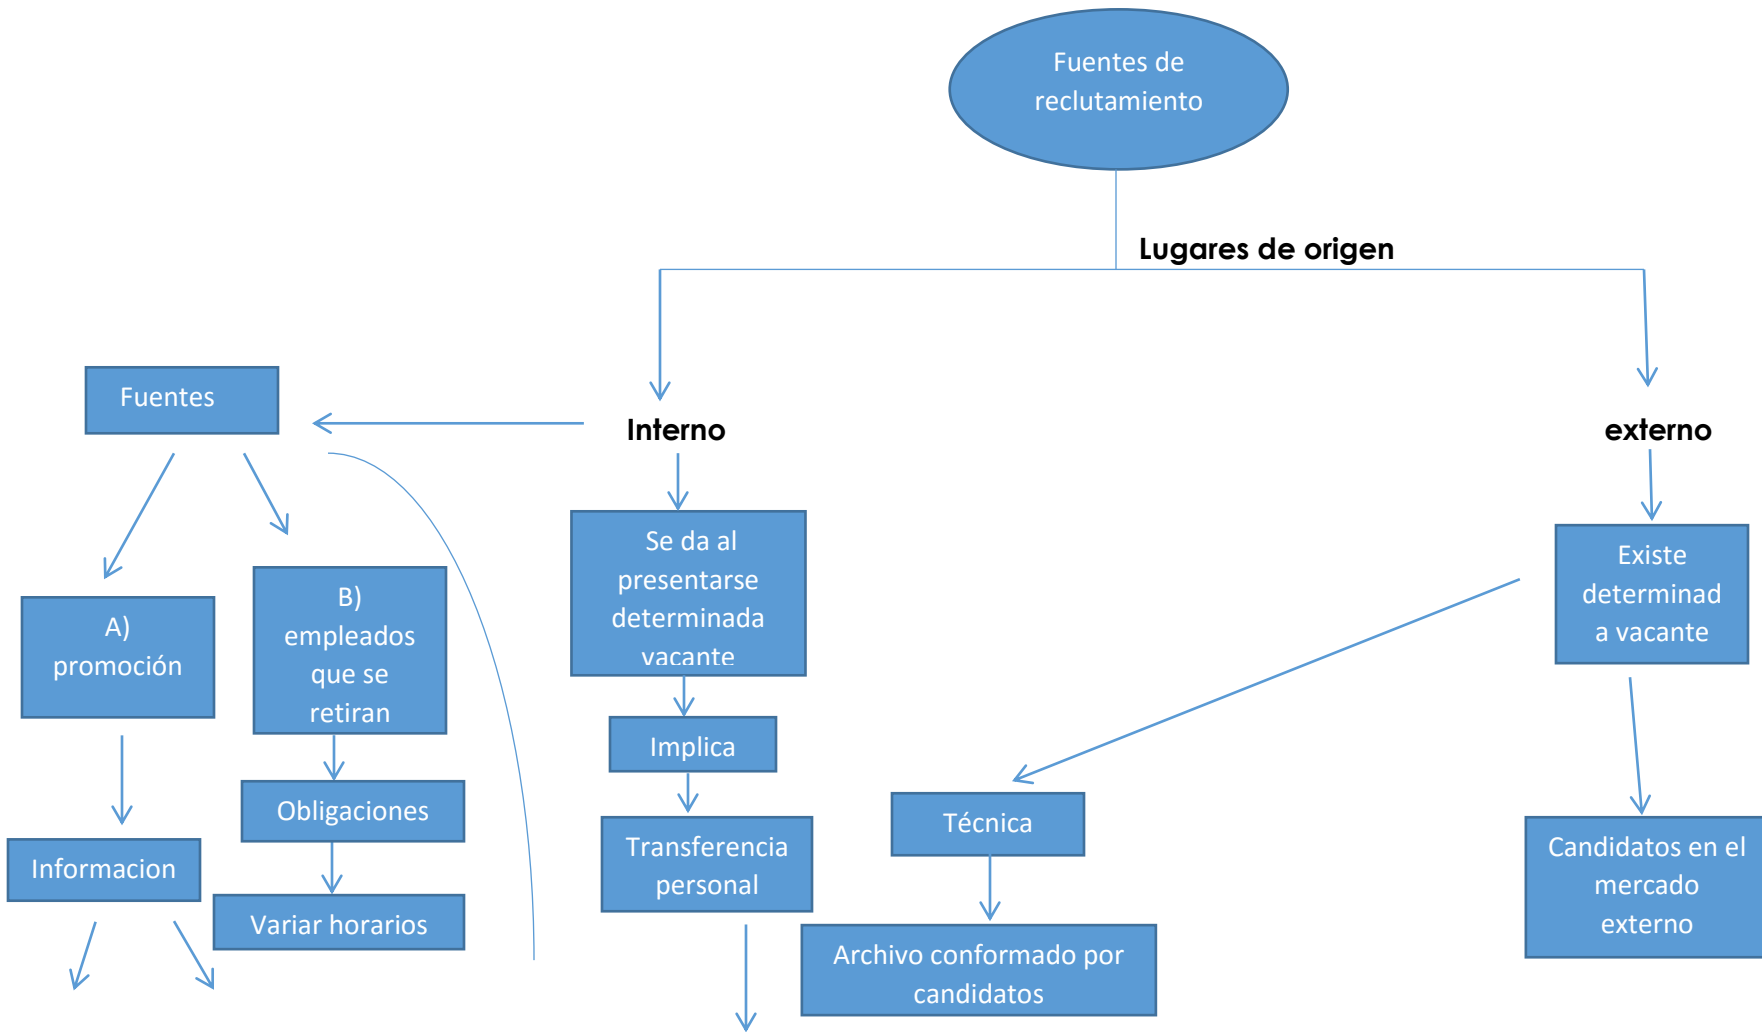 Fuentes de
reclutamiento
Lugares de origen
Fuentes
Interno
externo
A)
promoción
B)
empleados
que se
retiran
Se da al
presentarse
determinada
vacante
Existe
determinad
a vacante
Implica
Obligaciones
Técnica
Informacion
Variar horarios
Transferencia
personal
Candidatos en el
mercado
externo
Archivo conformado por
candidatos